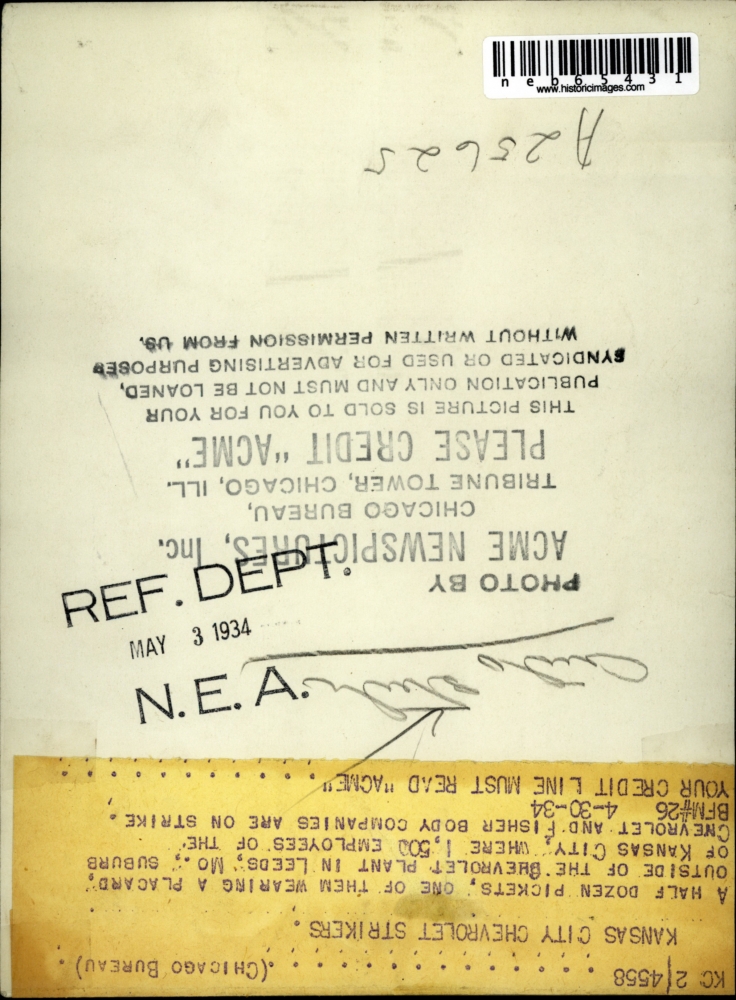 n e b 6 5 4 3 1
www.historicimages.com
A25625
KC 2/4558 . . . . . . . . . . . . . . (CHICAGO BUREAU)
KANSAS CITY CHEVROLET STRIKERS.
A HALF DOZEN PICKETS, ONE OF THEM WEARING A PLACARD,
OUTSIDE OF THE CHEVROLET PLANT IN LEEDS, MO., SUBURB
OF KANSAS CITY, WHERE 1,500 EMPLOYEES OF THE
CHEVROLET AND FISHER BODY COMPANIES ARE ON STRIKE.
BFM#26 4-30-34
YOUR CREDIT LINE MUST READ "ACME"
REF. DEPT.
MAY 3 1934
N.E.A.
PHOTO BY
ACME NEWSPICTURES, Inc.
CHICAGO BUREAU,
TRIBUNE TOWER, CHICAGO, ILL.
PLEASE CREDIT "ACME"
THIS PICTURE IS SOLD TO YOU FOR YOUR
PUBLICATION ONLY AND MUST NOT BE LOANED,
SYNDICATED OR USED FOR ADVERTISING PURPOSES
WITHOUT WRITTEN PERMISSION FROM US.